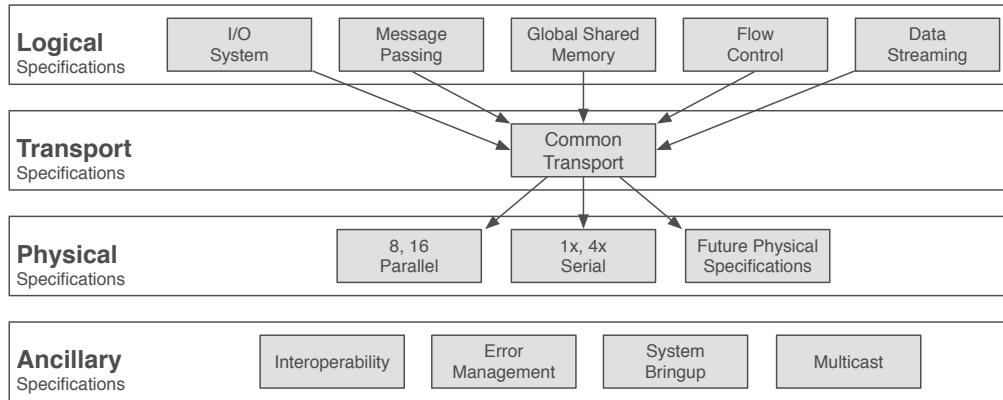 Logical
Specifications
I/O
System
Message
Passing
Global Shared
Memory
Flow
Control
Data
Streaming
Transport
Specifications
Common
Transport
Physical
Specifications
8, 16
Parallel
1x, 4x
Serial
Future Physical
Specifications
Ancillary
Specifications
Interoperability
Error
Management
System
Bringup
Multicast